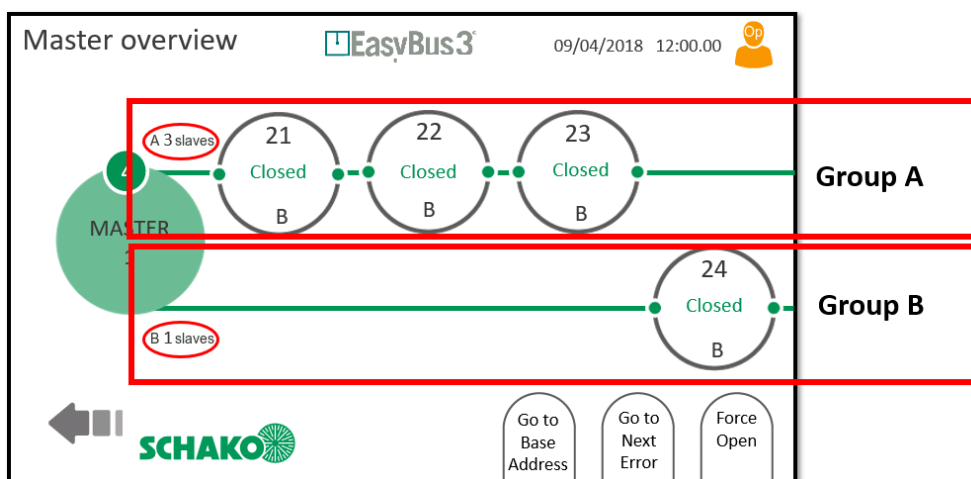 Master overview
EasyBus3
09/04/2018 12:00.00
Op
A 3 slaves
21
Closed
B
22
Closed
B
23
Closed
B
Group A
4
MASTER
1
24
Closed
B
Group B
B 1 slaves
SCHAKO
Go to
Base
Address
Go to
Next
Error
Force
Open